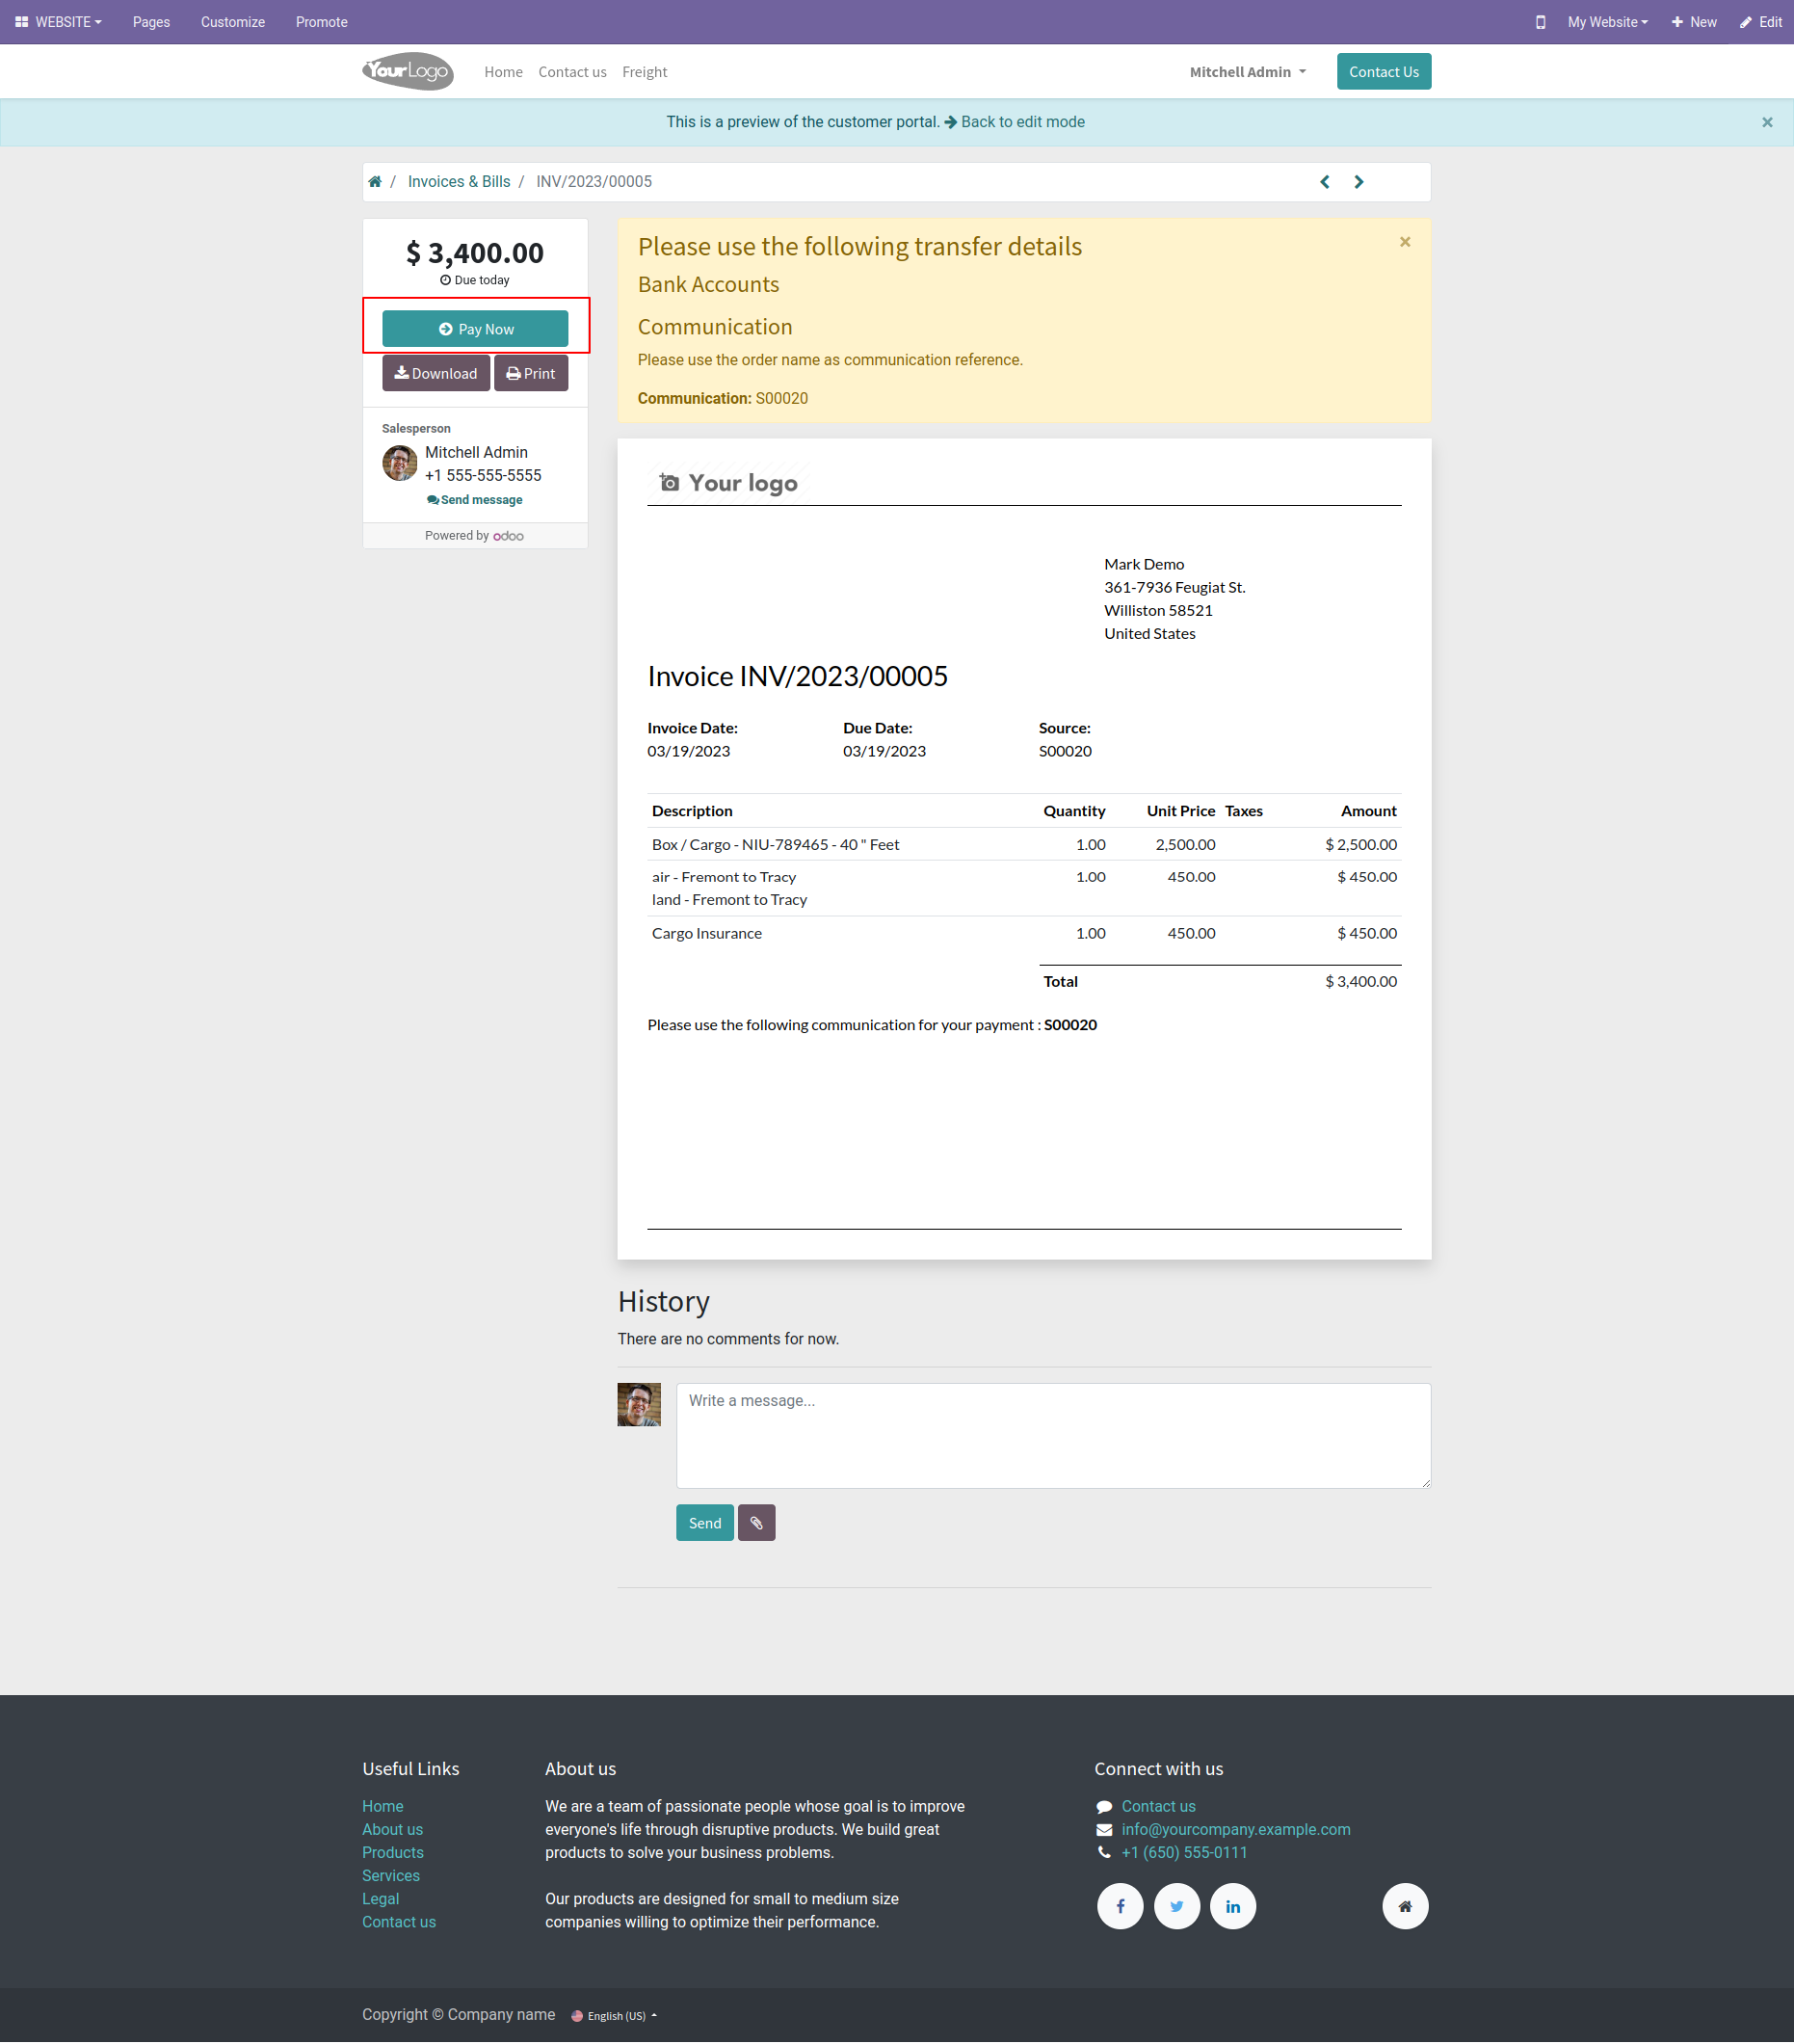 WEBSITE Pages Customize Promote My Website New Edit
YourLogo Home Contact us Freight Mitchell Admin Contact Us
This is a preview of the customer portal. Back to edit mode ×
/ Invoices & Bills / INV/2023/00005
$ 3,400.00
Due today
Pay Now
Download Print
Salesperson
Mitchell Admin
+1 555-555-5555
Send message
Powered by odoo
Please use the following transfer details ×
Bank Accounts
Communication
Please use the order name as communication reference.
Communication: S00020
Your logo
Mark Demo
361-7936 Feugiat St.
Williston 58521
United States
Invoice INV/2023/00005
Invoice Date: Due Date: Source:
03/19/2023 03/19/2023 S00020
Description Quantity Unit Price Taxes Amount
Box / Cargo - NIU-789465 - 40 " Feet 1.00 2,500.00 $ 2,500.00
air - Fremont to Tracy 1.00 450.00 $ 450.00
land - Fremont to Tracy
Cargo Insurance 1.00 450.00 $ 450.00
Total $ 3,400.00
Please use the following communication for your payment : S00020
History
There are no comments for now.
Write a message...
Send
Useful Links
Home
About us
Products
Services
Legal
Contact us
About us
We are a team of passionate people whose goal is to improve
everyone's life through disruptive products. We build great
products to solve your business problems.
Our products are designed for small to medium size
companies willing to optimize their performance.
Connect with us
Contact us
info@yourcompany.example.com
+1 (650) 555-0111
Copyright © Company name English (US)